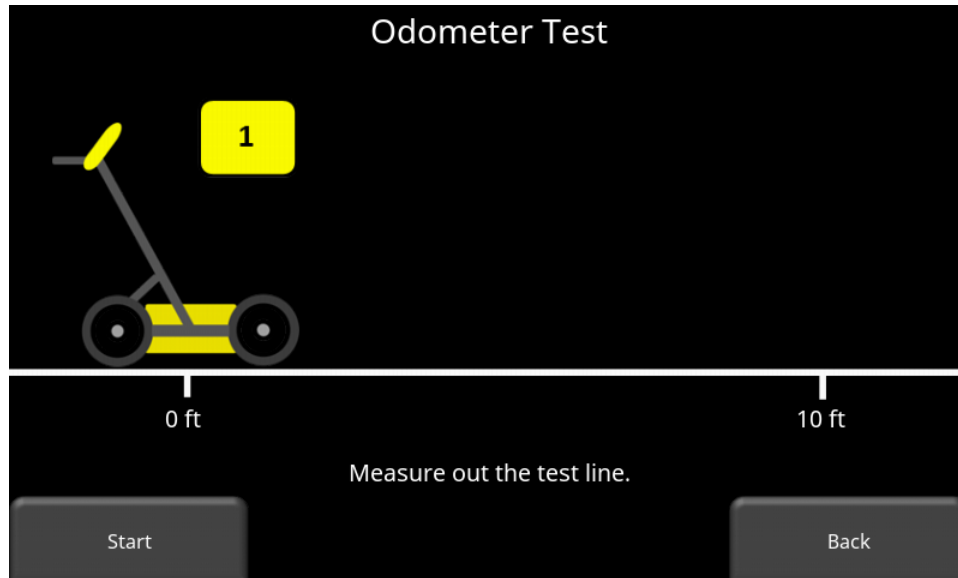 Odometer Test
1
0 ft
10 ft
Measure out the test line.
Start
Back